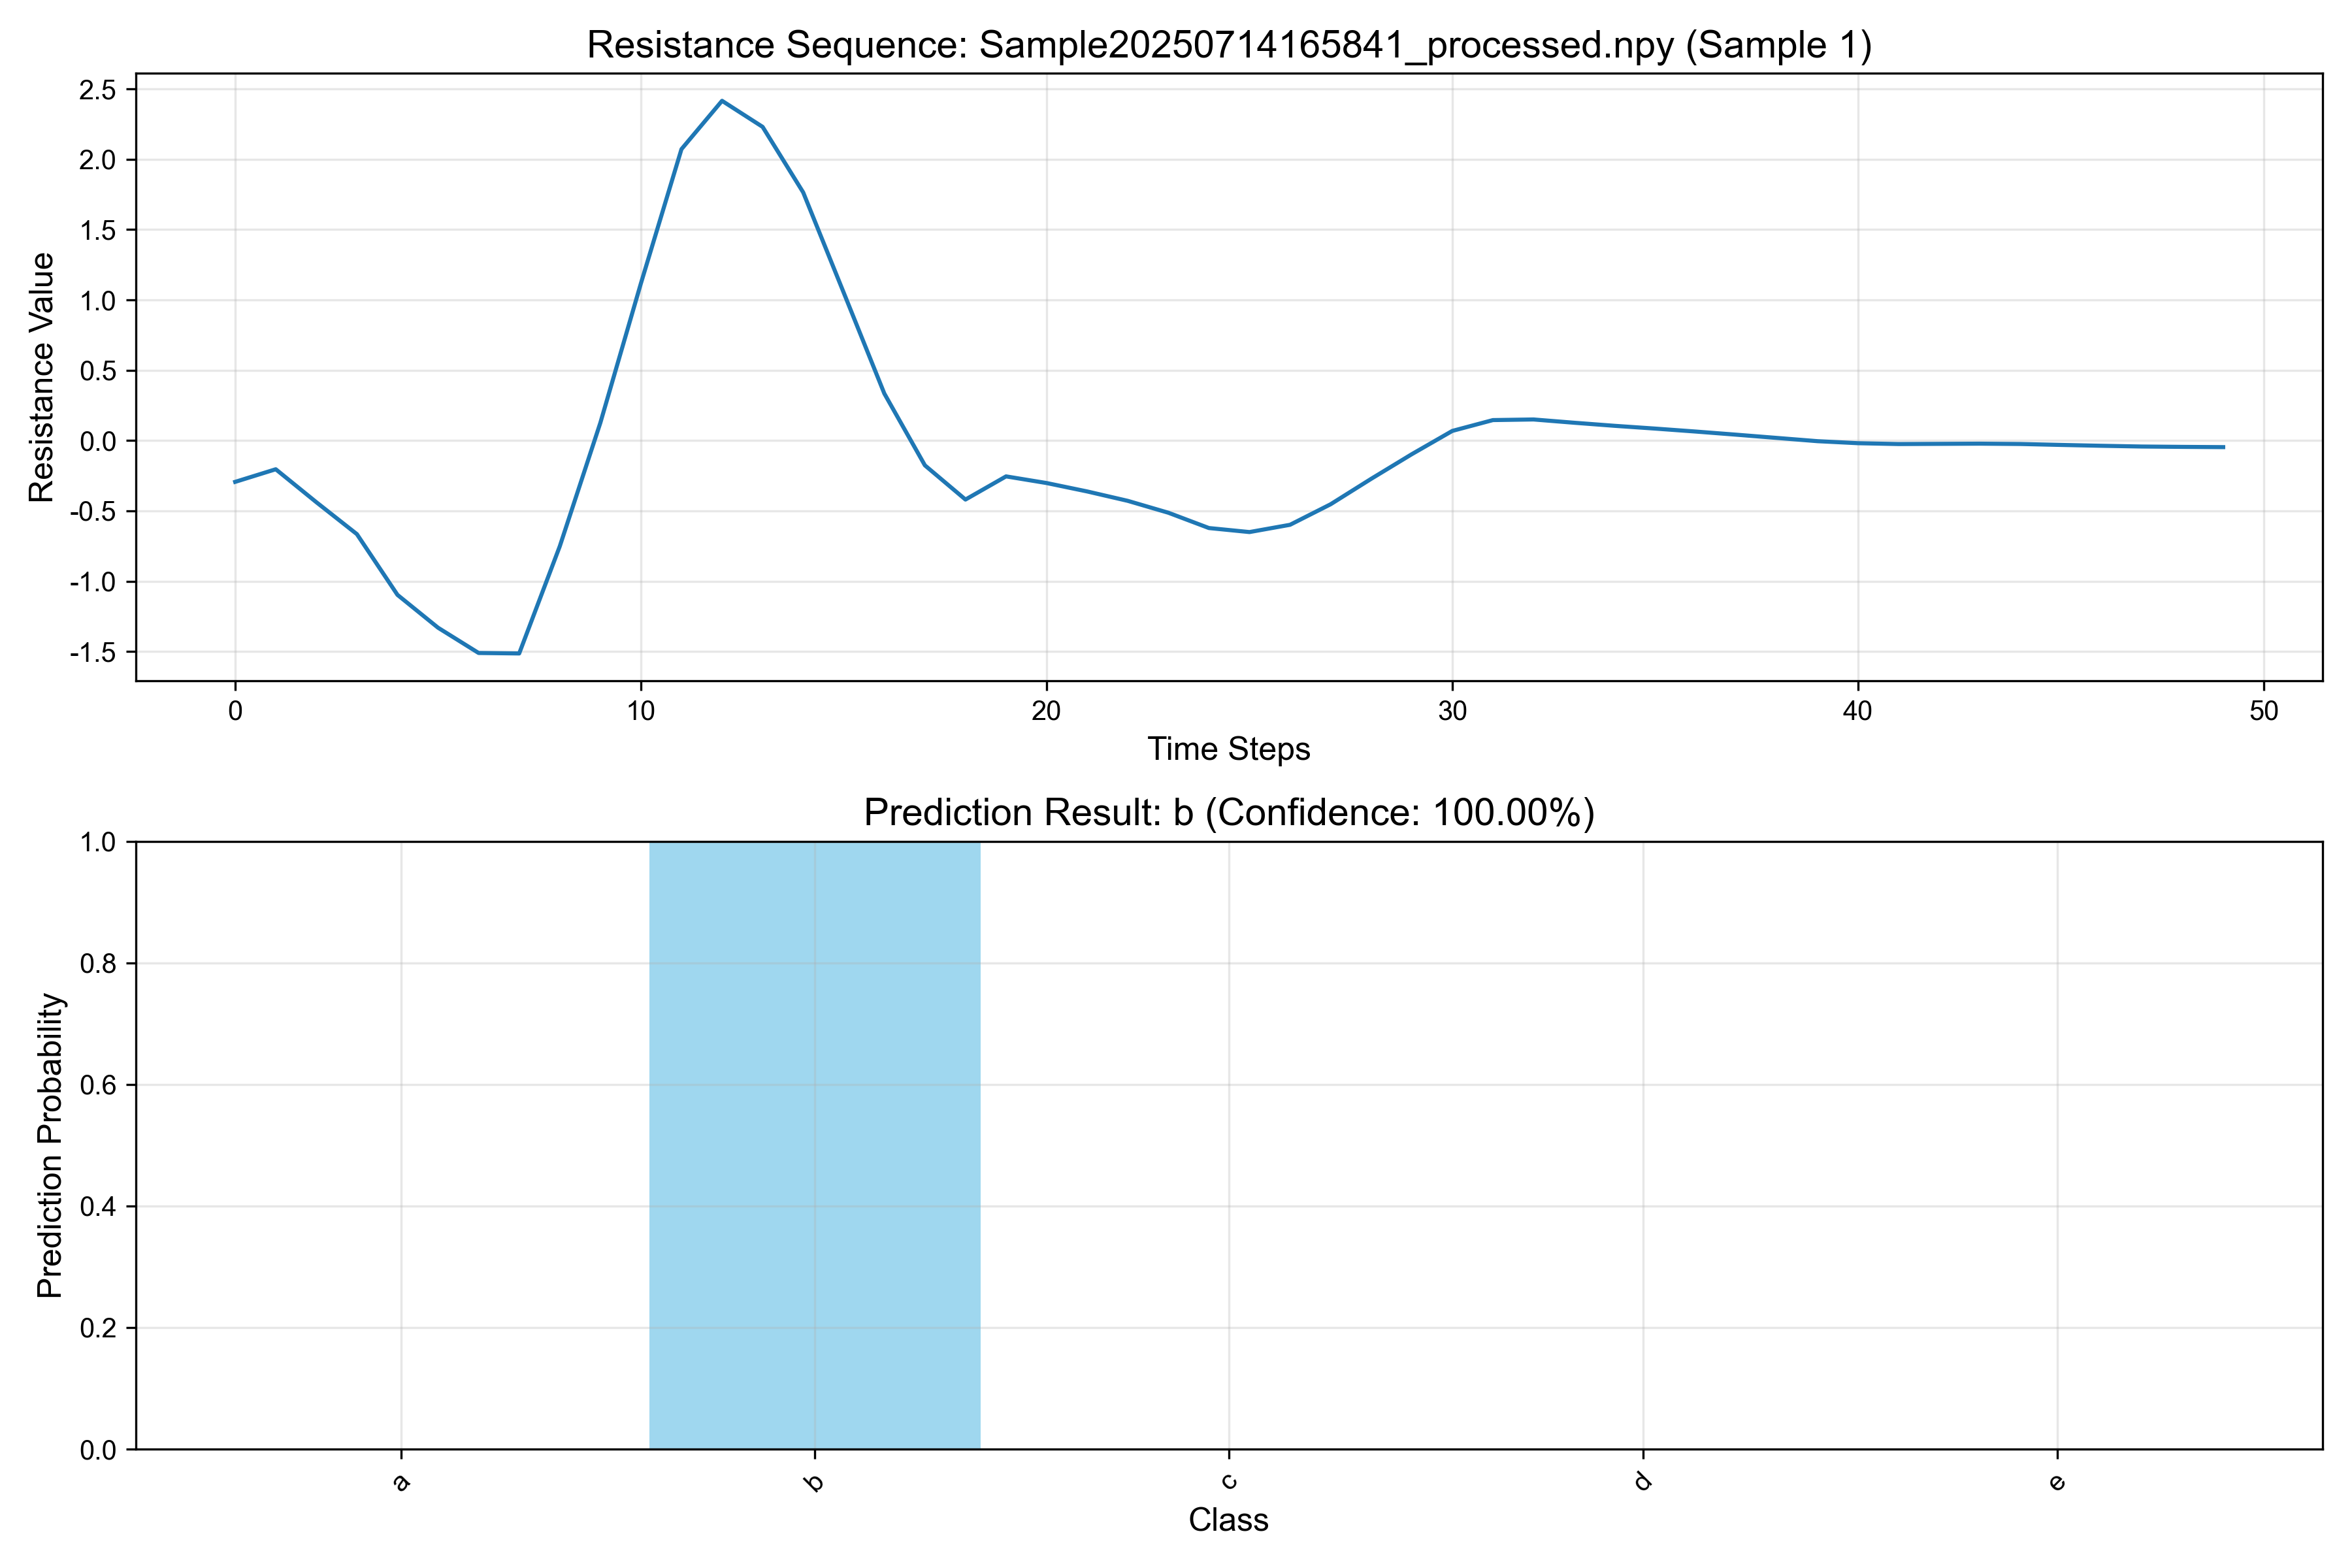 Resistance Sequence: Sample20250714165841_processed.npy (Sample 1)
2.5
2.0
1.5
1.0
0.5
0.0
-0.5
-1.0
-1.5
Resistance Value
0 10 20 30 40 50
Time Steps
Prediction Result: b (Confidence: 100.00%)
1.0
0.8
0.6
0.4
0.2
0.0
Prediction Probability
a b c d e
Class